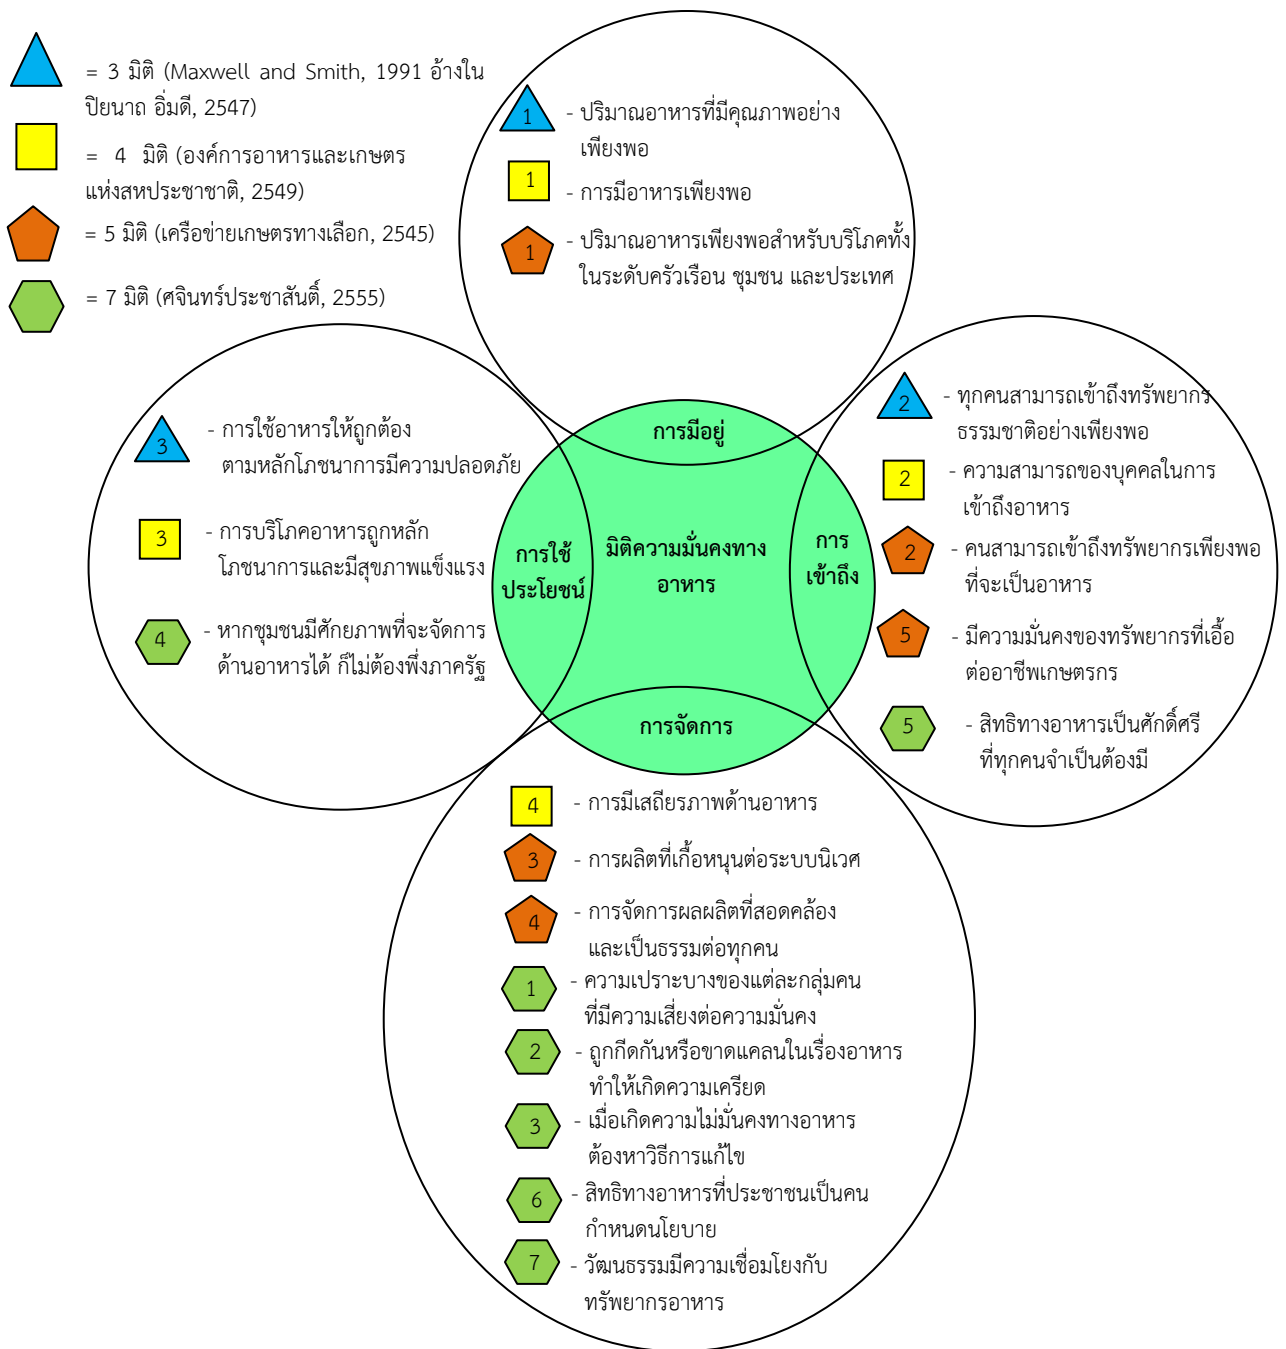 = 3 มิติ (Maxwell and Smith, 1991 อ้างใน
ปิยนาถ อิ่มดี, 2547)
= 4 มิติ (องค์การอาหารและเกษตร
แห่งสหประชาชาติ, 2549)
= 5 มิติ (เครือข่ายเกษตรทางเลือก, 2545)
= 7 มิติ (ศจินทร์ประชาสันติ์, 2555)
1 - ปริมาณอาหารที่มีคุณภาพอย่าง
เพียงพอ
1 - การมีอาหารเพียงพอ
1 - ปริมาณอาหารเพียงพอสำหรับบริโภคทั้ง
ในระดับครัวเรือน ชุมชน และประเทศ
3 - การใช้อาหารให้ถูกต้อง
ตามหลักโภชนาการมีความปลอดภัย
3 - การบริโภคอาหารถูกหลัก
โภชนาการและมีสุขภาพแข็งแรง
4 - หากชุมชนมีศักยภาพที่จะจัดการ
ด้านอาหารได้ ก็ไม่ต้องพึ่งภาครัฐ
การมีอยู่
การใช้
ประโยชน์
มิติความมั่นคงทาง
อาหาร
การ
เข้าถึง
การจัดการ
2 - ทุกคนสามารถเข้าถึงทรัพยากร
ธรรมชาติอย่างเพียงพอ
2 - ความสามารถของบุคคลในการ
เข้าถึงอาหาร
2 - คนสามารถเข้าถึงทรัพยากรเพียงพอ
ที่จะเป็นอาหาร
5 - มีความมั่นคงของทรัพยากรที่เอื้อ
ต่ออาชีพเกษตรกร
5 - สิทธิทางอาหารเป็นศักดิ์ศรี
ที่ทุกคนจำเป็นต้องมี
4 - การมีเสถียรภาพด้านอาหาร
3 - การผลิตที่เกื้อหนุนต่อระบบนิเวศ
4 - การจัดการผลผลิตที่สอดคล้อง
และเป็นธรรมต่อทุกคน
1 - ความเปราะบางของแต่ละกลุ่มคน
ที่มีความเสี่ยงต่อความมั่นคง
2 - ถูกกีดกันหรือขาดแคลนในเรื่องอาหาร
ทำให้เกิดความเครียด
3 - เมื่อเกิดความไม่มั่นคงทางอาหาร
ต้องหาวิธีการแก้ไข
6 - สิทธิทางอาหารที่ประชาชนเป็นคน
กำหนดนโยบาย
7 - วัฒนธรรมมีความเชื่อมโยงกับ
ทรัพยากรอาหาร